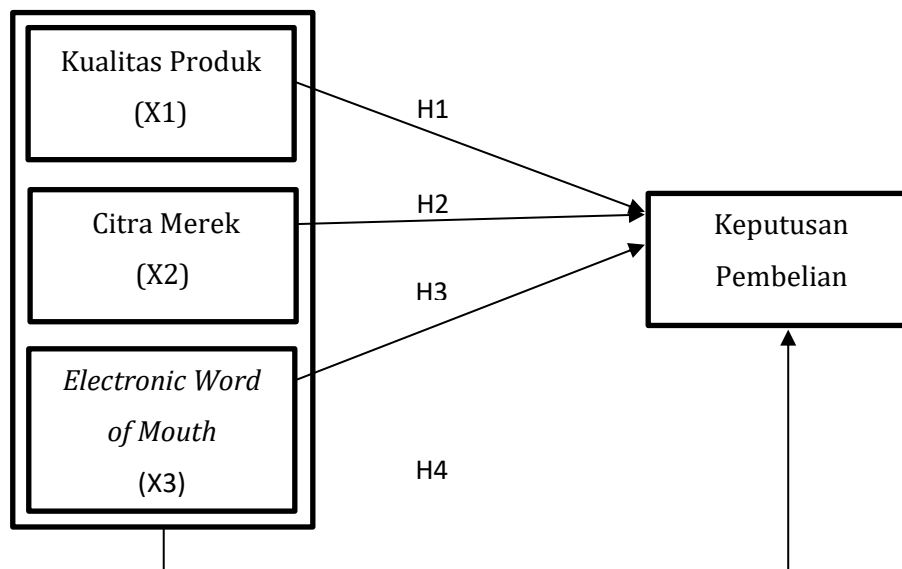 Kualitas Produk
(X1)
H1
Citra Merek
(X2)
H2
Keputusan
Pembelian
H3
Electronic Word
of Mouth
(X3)
H4